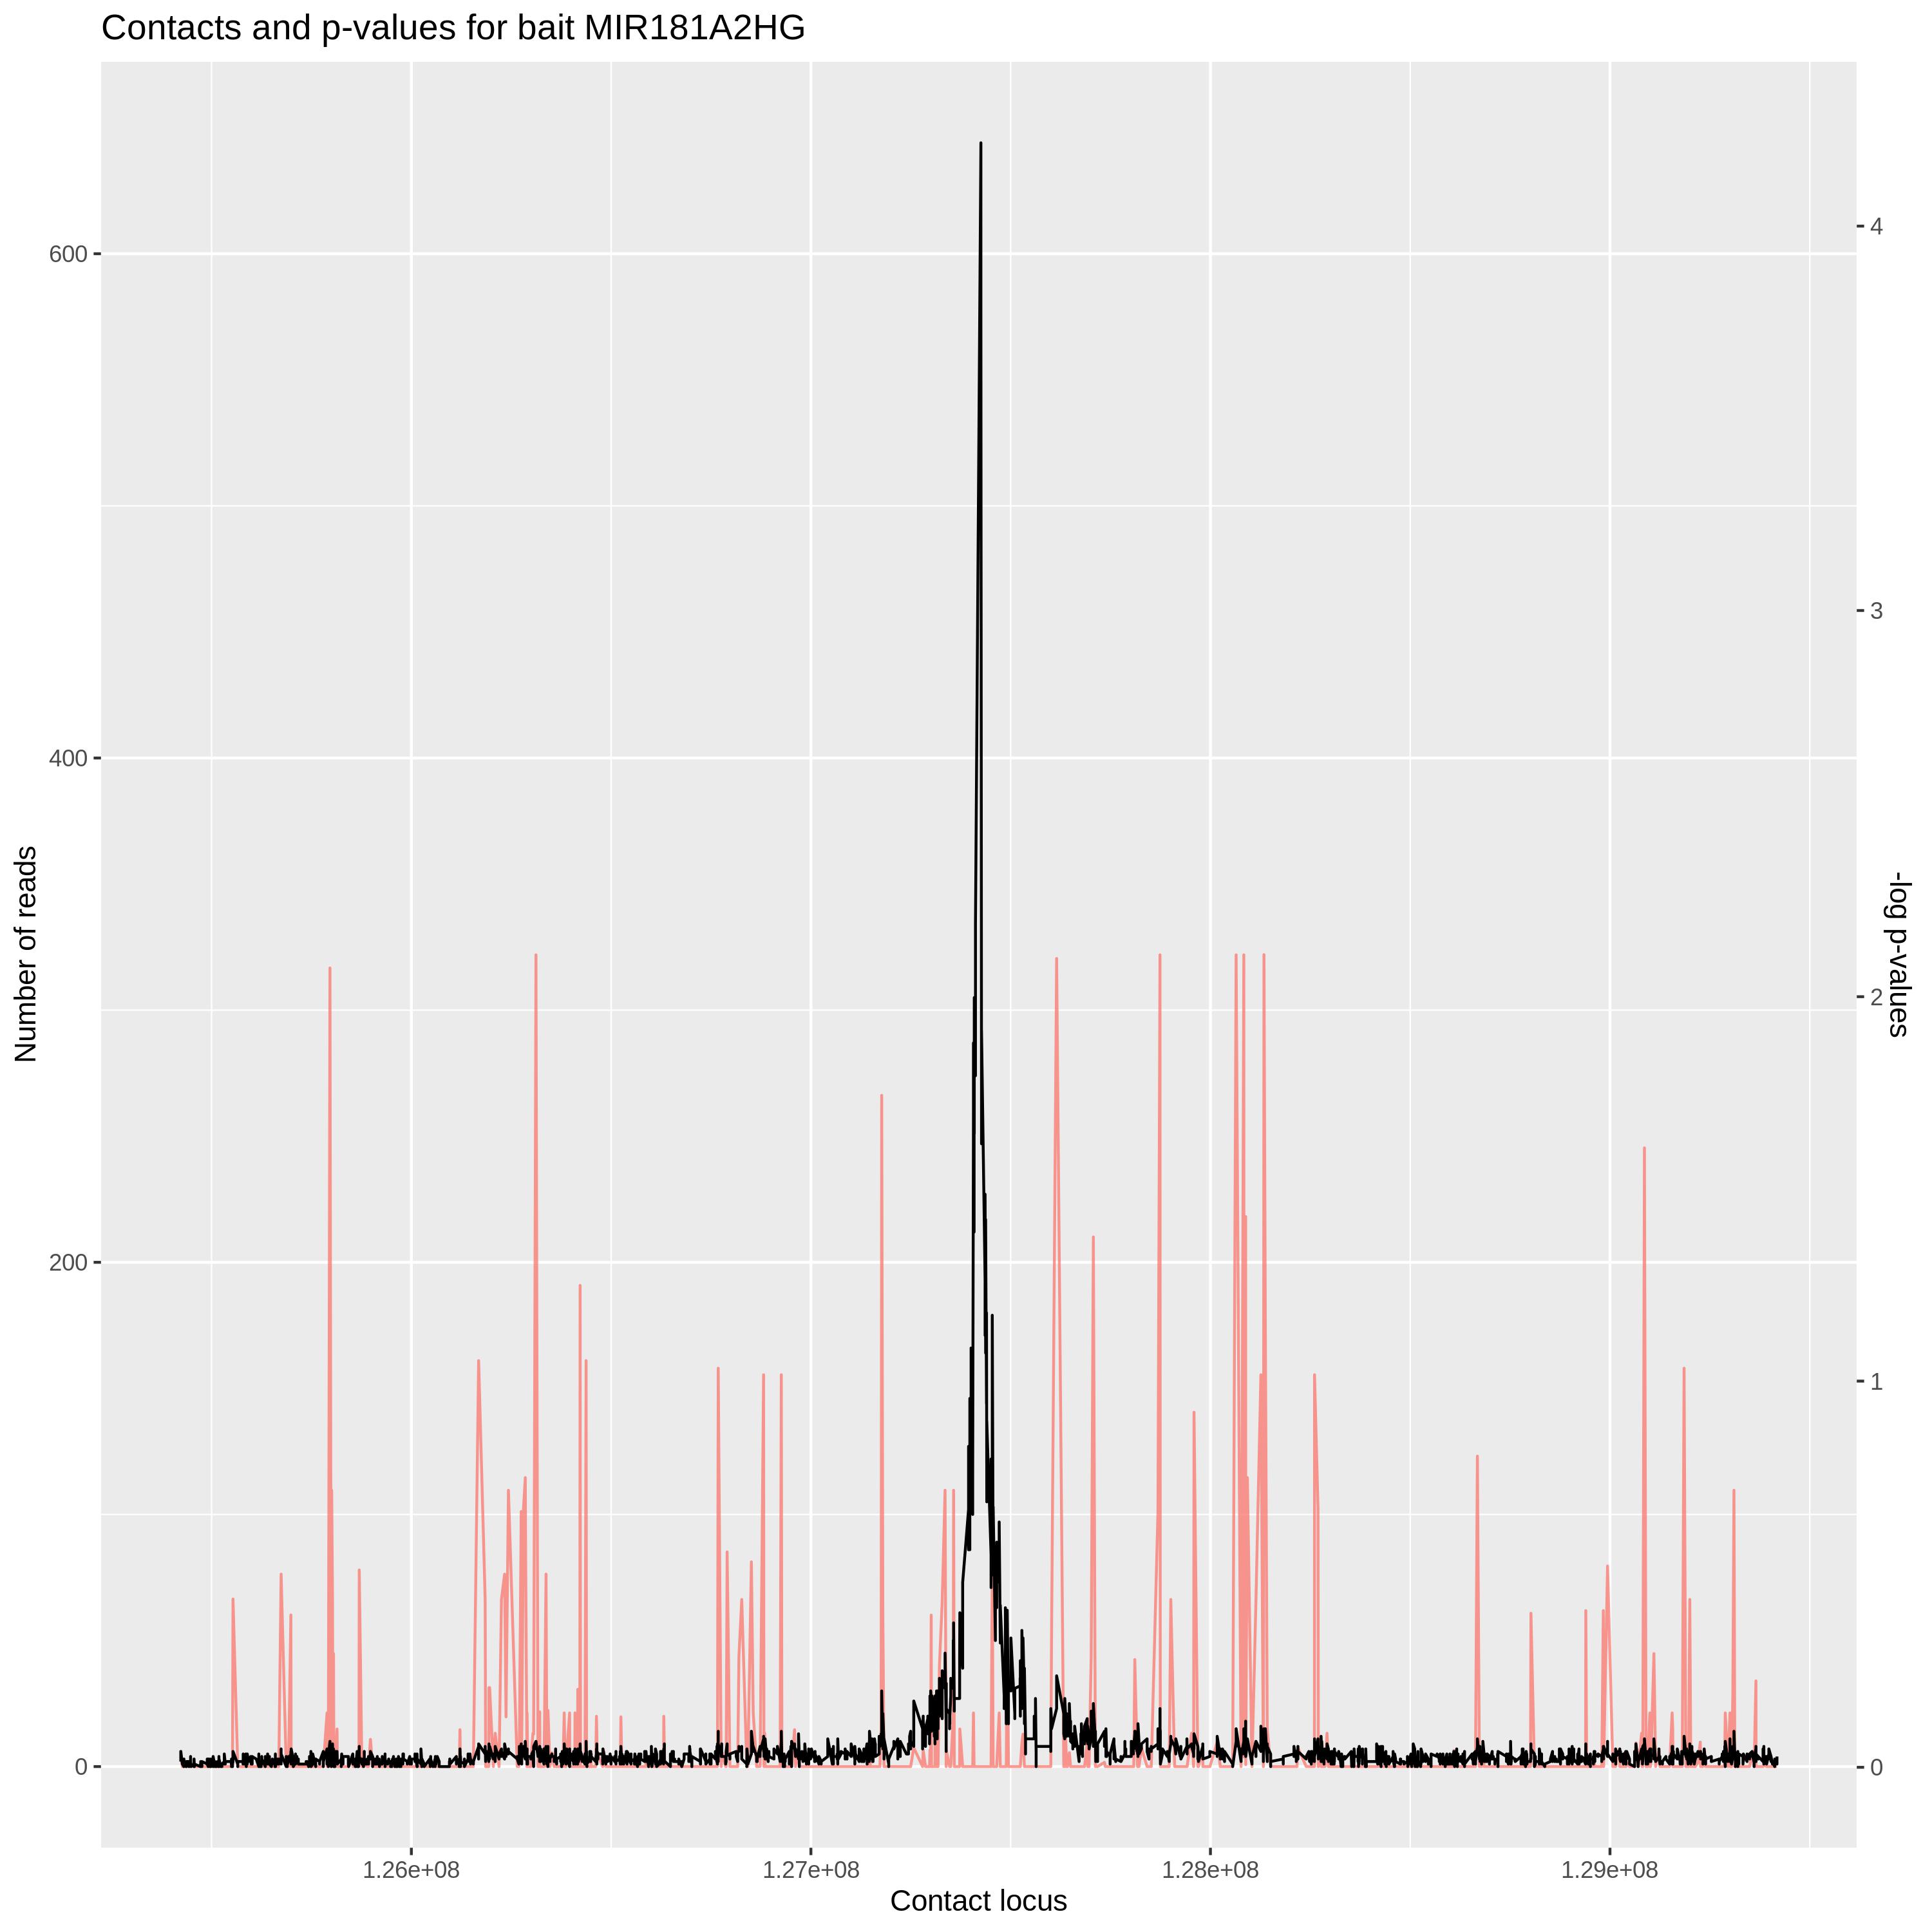 Contacts and p-values for bait MIR181A2HG
600
400
200
0
Number of reads
4
3
2
1
0
-log p-values
1.26e+08 1.27e+08 1.28e+08 1.29e+08
Contact locus